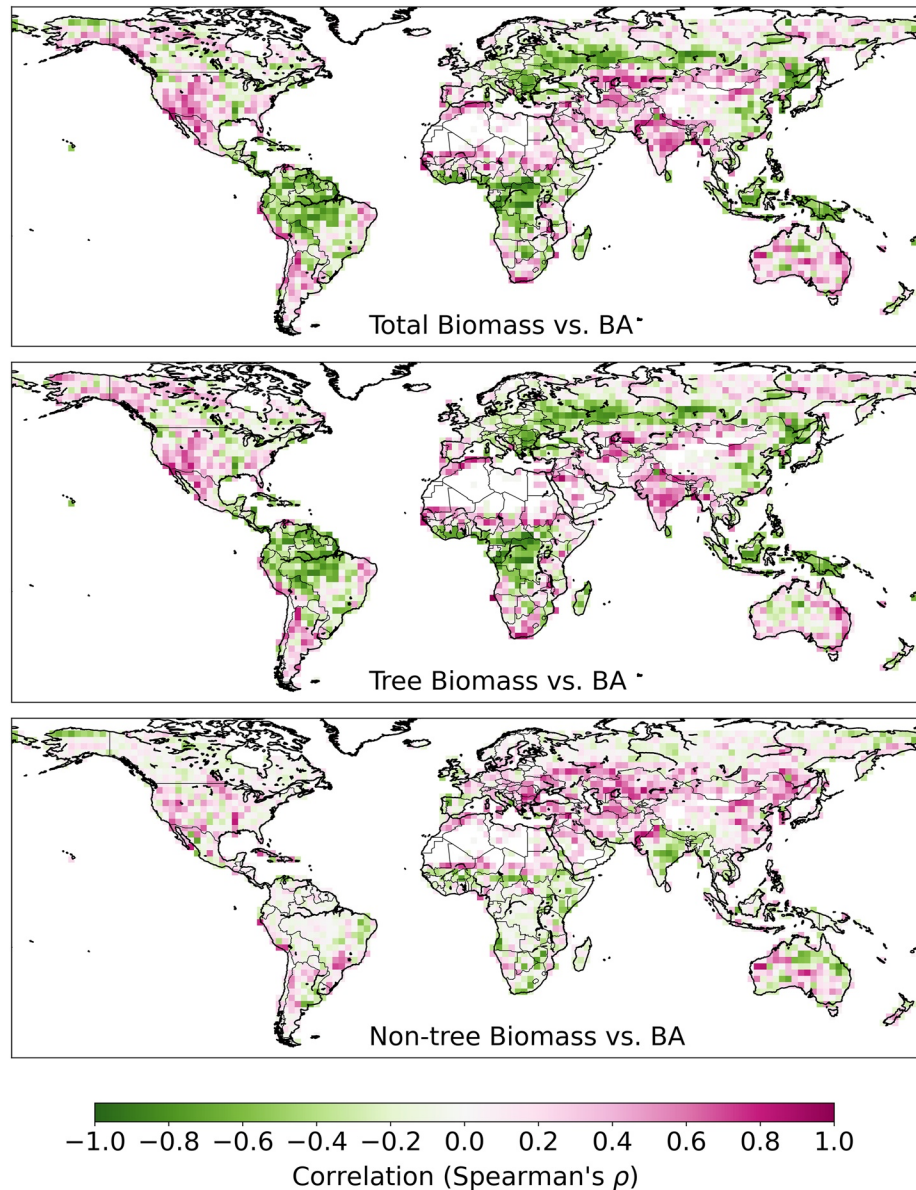 Total Biomass vs. BA
Tree Biomass vs. BA
Non-tree Biomass vs. BA
−1.0 −0.8 −0.6 −0.4 −0.2 0.0 0.2 0.4 0.6 0.8 1.0
Correlation (Spearman's ρ)